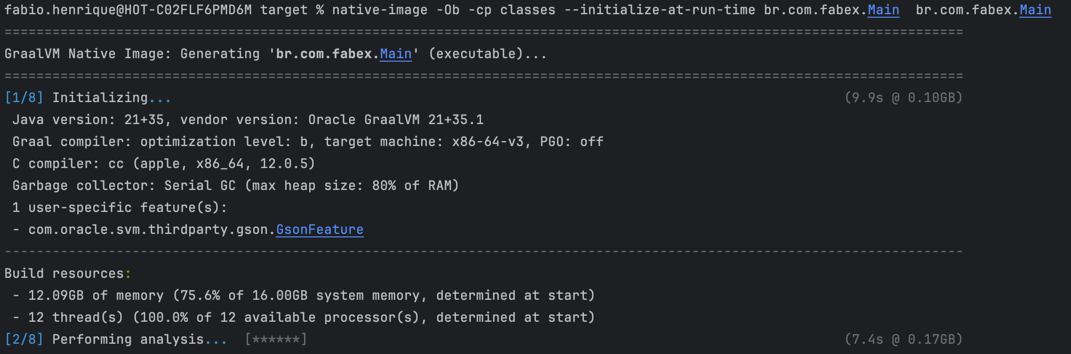 fabio.henrique@HOT-C02FLF6PMD6M target % native-image -Ob -cp classes --initialize-at-run-time br.com.fabex.Main  br.com.fabex.Main
========================================================================================================================
GraalVM Native Image: Generating 'br.com.fabex.Main' (executable)...
========================================================================================================================
[1/8] Initializing... (9.9s @ 0.10GB)
Java version: 21+35, vendor version: Oracle GraalVM 21+35.1
Graal compiler: optimization level: b, target machine: x86-64-v3, PGO: off
C compiler: cc (apple, x86_64, 12.0.5)
Garbage collector: Serial GC (max heap size: 80% of RAM)
1 user-specific feature(s):
- com.oracle.svm.thirdparty.gson.GsonFeature
------------------------------------------------------------------------------------------------------------------------
Build resources:
- 12.09GB of memory (75.6% of 16.00GB system memory, determined at start)
- 12 thread(s) (100.0% of 12 available processor(s), determined at start)
[2/8] Performing analysis...  [******] (7.4s @ 0.17GB)